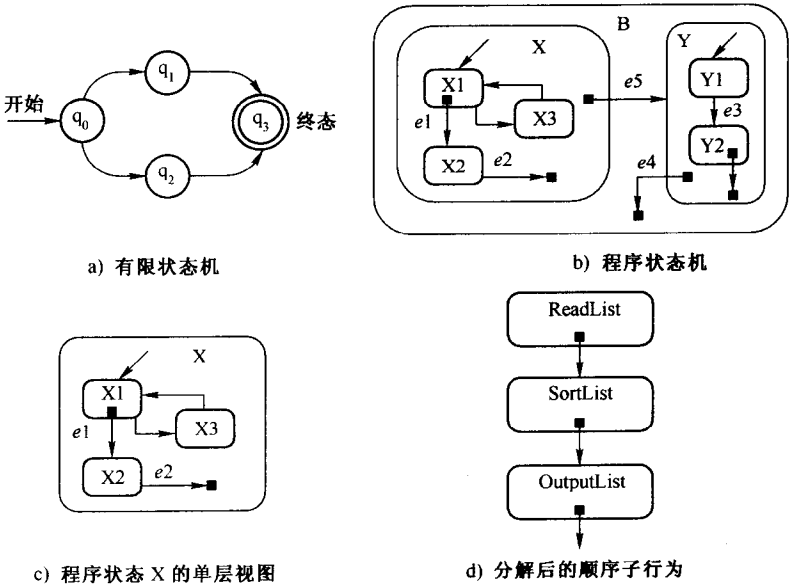 开始
q0
q1
q2
q3
终态
a) 有限状态机
B
X
X1
X3
e1
X2
e2
e5
Y
Y1
e3
Y2
e4
b) 程序状态机
X
X1
X3
e1
X2
e2
c) 程序状态 X 的单层视图
ReadList
SortList
OutputList
d) 分解后的顺序子行为